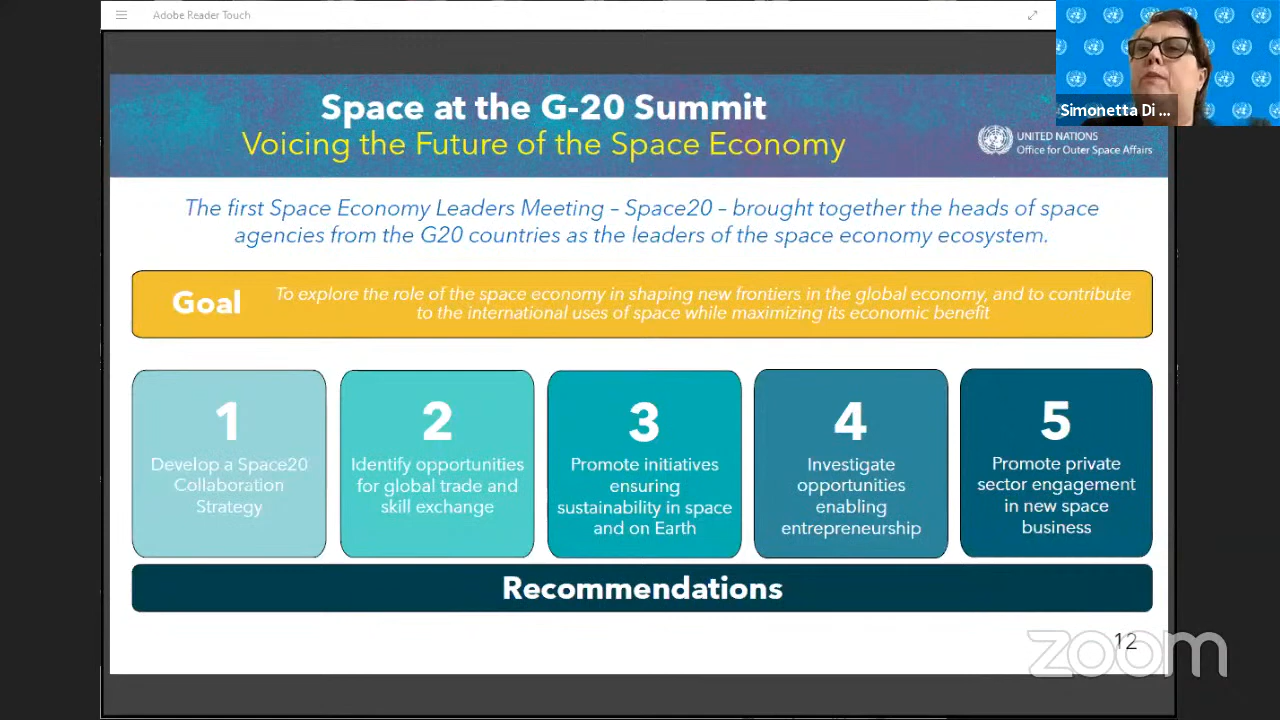 Adobe Reader Touch
Simonetta Di ...
Space at the G-20 Summit
Voicing the Future of the Space Economy
UNITED NATIONS
Office for Outer Space Affairs
The first Space Economy Leaders Meeting – Space20 – brought together the heads of space
agencies from the G20 countries as the leaders of the space economy ecosystem.
Goal
To explore the role of the space economy in shaping new frontiers in the global economy, and to contribute
to the international uses of space while maximizing its economic benefit
1
Develop a Space20
Collaboration
Strategy
2
Identify opportunities
for global trade and
skill exchange
3
Promote initiatives
ensuring
sustainability in space
and on Earth
4
Investigate
opportunities
enabling
entrepreneurship
5
Promote private
sector engagement
in new space
business
Recommendations
12
zoom